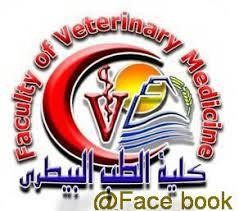 Faculty of Veterinary Medicine
V
كلية الطب البيطرى
@Face book